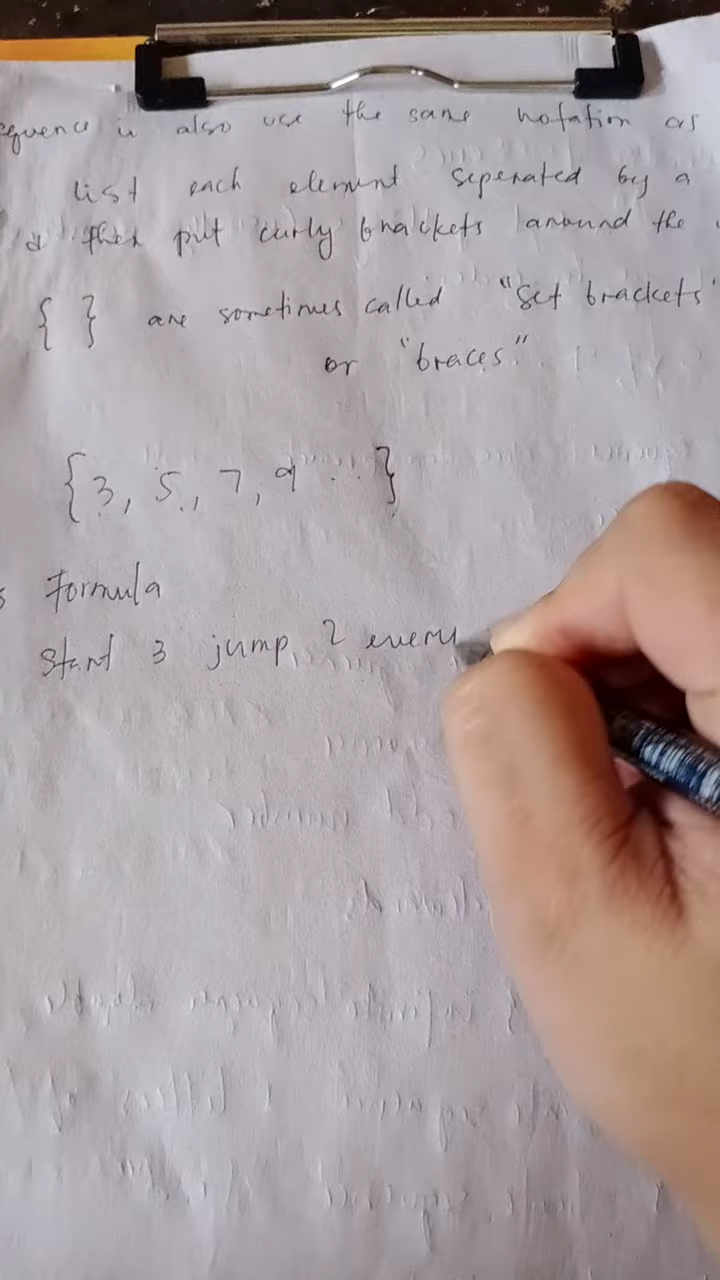 equence is also use the same notation as
list each element seperated by a
& then put curly brackets around the
{ } are sometimes called "set brackets"
or "braces".
{3, 5, 7, 9 ...}
s Formula
Start 3 jump 2 every